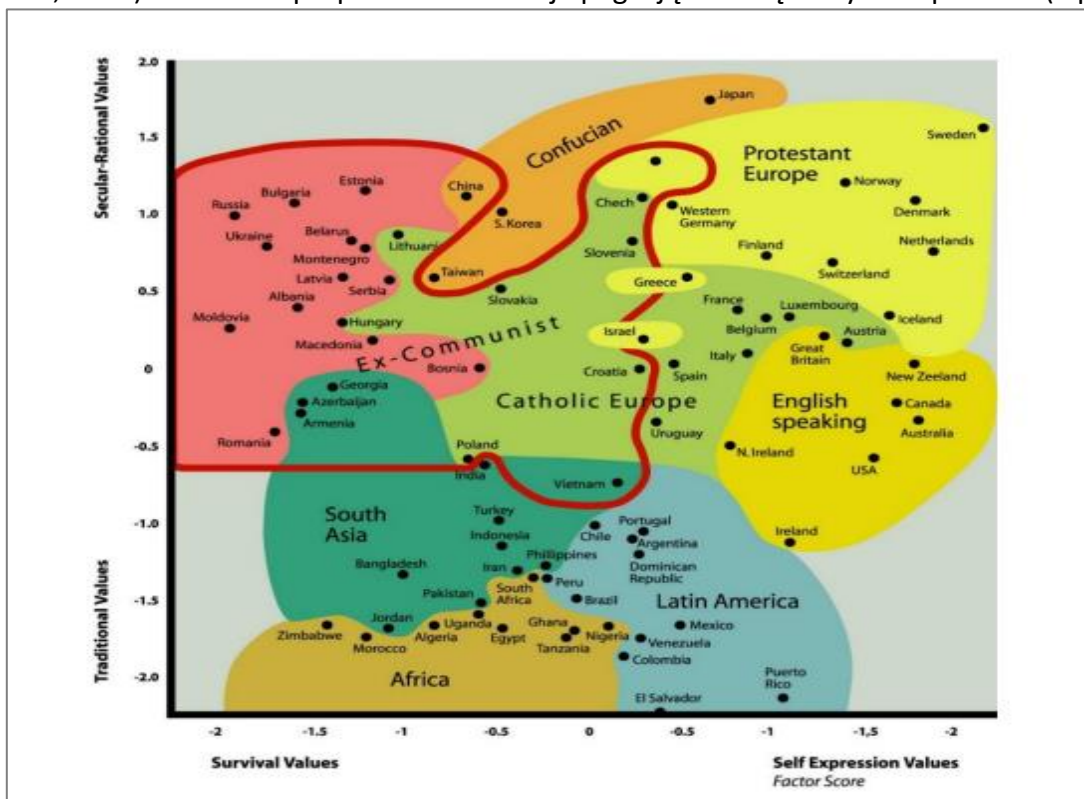 Secular-Rational Values
Traditional Values
2.0
1.5
1.0
0.5
0
-0.5
-1.0
-1.5
-2.0
Japan
Confucian
Sweden
Protestant
Europe
Estonia
China
Bulgaria
Norway
Russia
S. Korea
Chech
Western
Germany
Denmark
Ukraine
Belarus
Lithuani
Slovenia
Finland
Netherlands
Montenegro
Taiwan
Switzerland
Latvia
Serbia
Greece
Albania
Slovakia
France
Luxembourg
Moldovia
Hungary
Israel
Belgium
Austria
Iceland
Macedonia
Ex-Communist
Italy
Great
Britain
Bosnia
Croatia
Spain
New Zeeland
Georgia
Azerbaijan
Catholic Europe
English
speaking
Canada
Armenia
Uruguay
Australia
Romania
Poland
N. Ireland
India
USA
Vietnam
South
Asia
Turkey
Portugal
Chile
Argentina
Ireland
Indonesia
Phillippines
Dominican
Republic
Bangladesh
Iran
South
Africa
Peru
Pakistan
Brazil
Latin America
Jordan
Uganda
Ghana
Mexico
Zimbabwe
Algeria
Egypt
Nigeria
Venezuela
Morocco
Tanzania
Colombia
Africa
Puerto
Rico
El Salvador
-2
-1.5
-1
-0.5
0
-0.5
-1
-1,5
-2
Survival Values
Self Expression Values
Factor Score